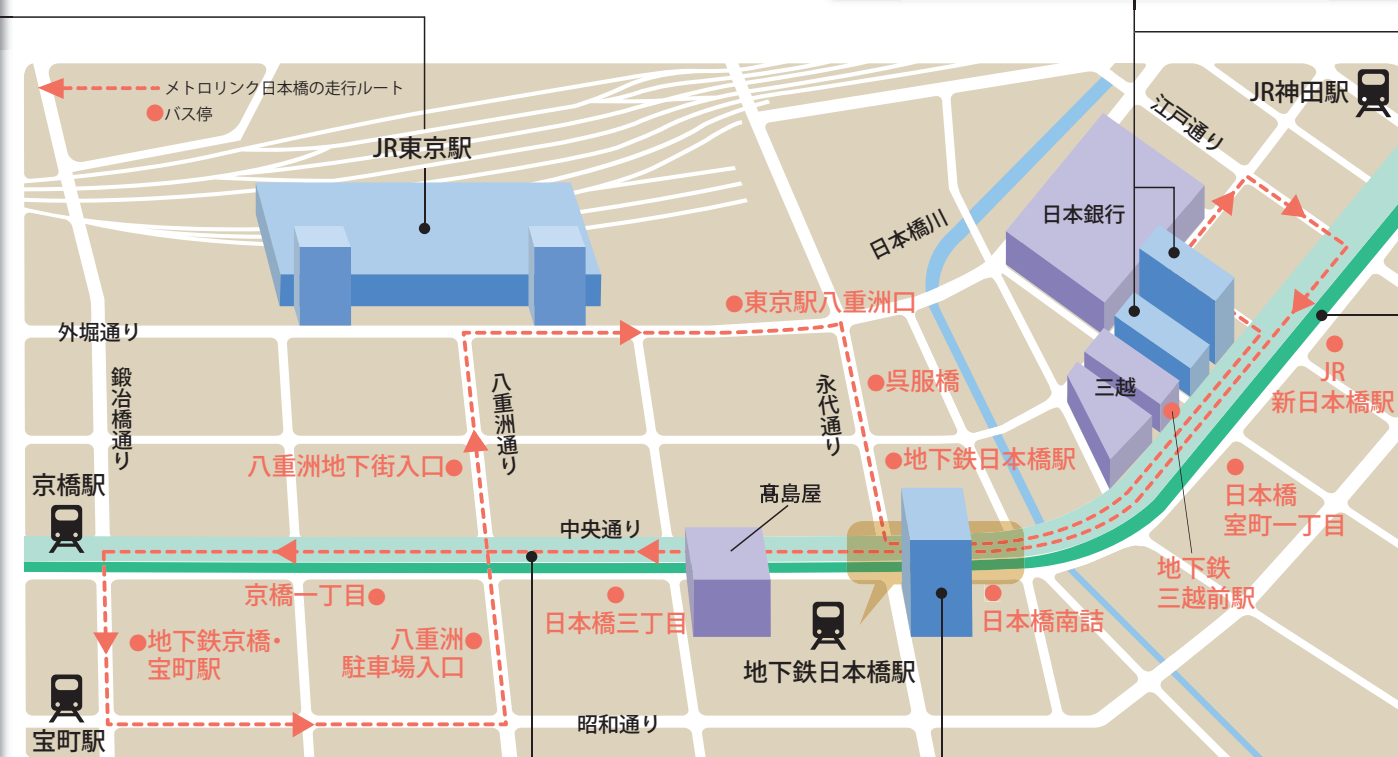 メトロリンク日本橋の走行ルート
バス停
JR東京駅
JR神田駅
江戸通り
日本銀行
日本橋川
東京駅八重洲口
外堀通り
鍛冶橋通り
八重洲通り
永代通り
呉服橋
三越
JR
新日本橋駅
八重洲地下街入口
地下鉄日本橋駅
京橋駅
髙島屋
中央通り
日本橋
室町一丁目
地下鉄
三越前駅
京橋一丁目
日本橋三丁目
日本橋南詰
地下鉄京橋・
宝町駅
八重洲
駐車場入口
地下鉄日本橋駅
昭和通り
宝町駅